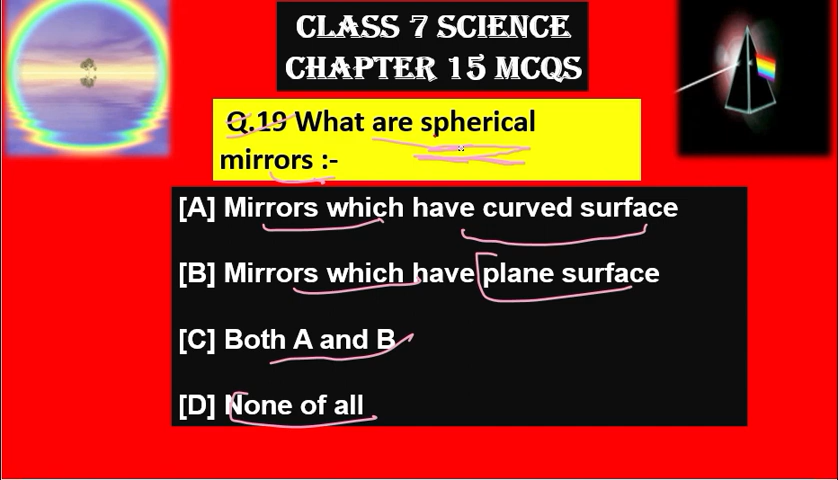 CLASS 7 SCIENCE
CHAPTER 15 MCQS
Q.19 What are spherical
mirrors :-
[A] Mirrors which have curved surface
[B] Mirrors which have plane surface
[C] Both A and B
[D] None of all